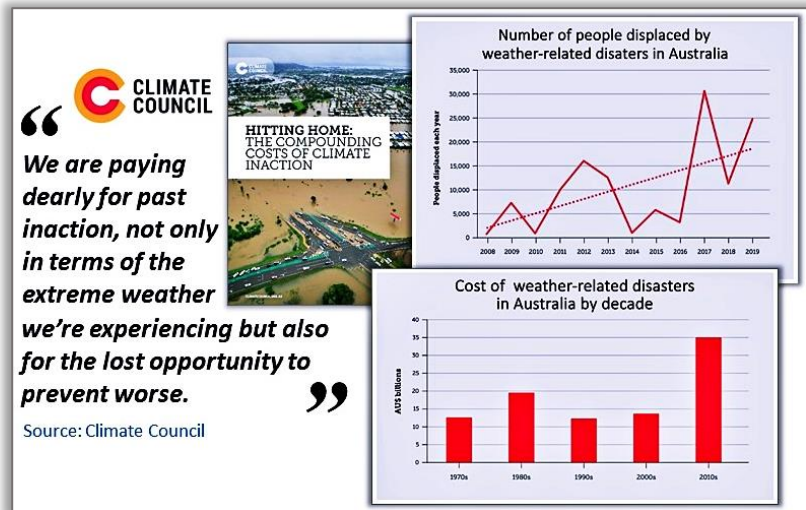 CLIMATE
COUNCIL
“
We are paying
dearly for past
inaction, not only
in terms of the
extreme weather
we’re experiencing but also
for the lost opportunity to
prevent worse.
”
Source: Climate Council
HITTING HOME:
THE COMPOUNDING
COSTS OF CLIMATE
INACTION
Number of people displaced by
weather-related disaters in Australia
People displaced each year
35,000
30,000
25,000
20,000
15,000
10,000
5,000
0
2008 2009 2010 2011 2012 2013 2014 2015 2016 2017 2018 2019
Cost of weather-related disasters
in Australia by decade
AU$ billions
40
35
30
25
20
15
10
5
0
1970s 1980s 1990s 2000s 2010s